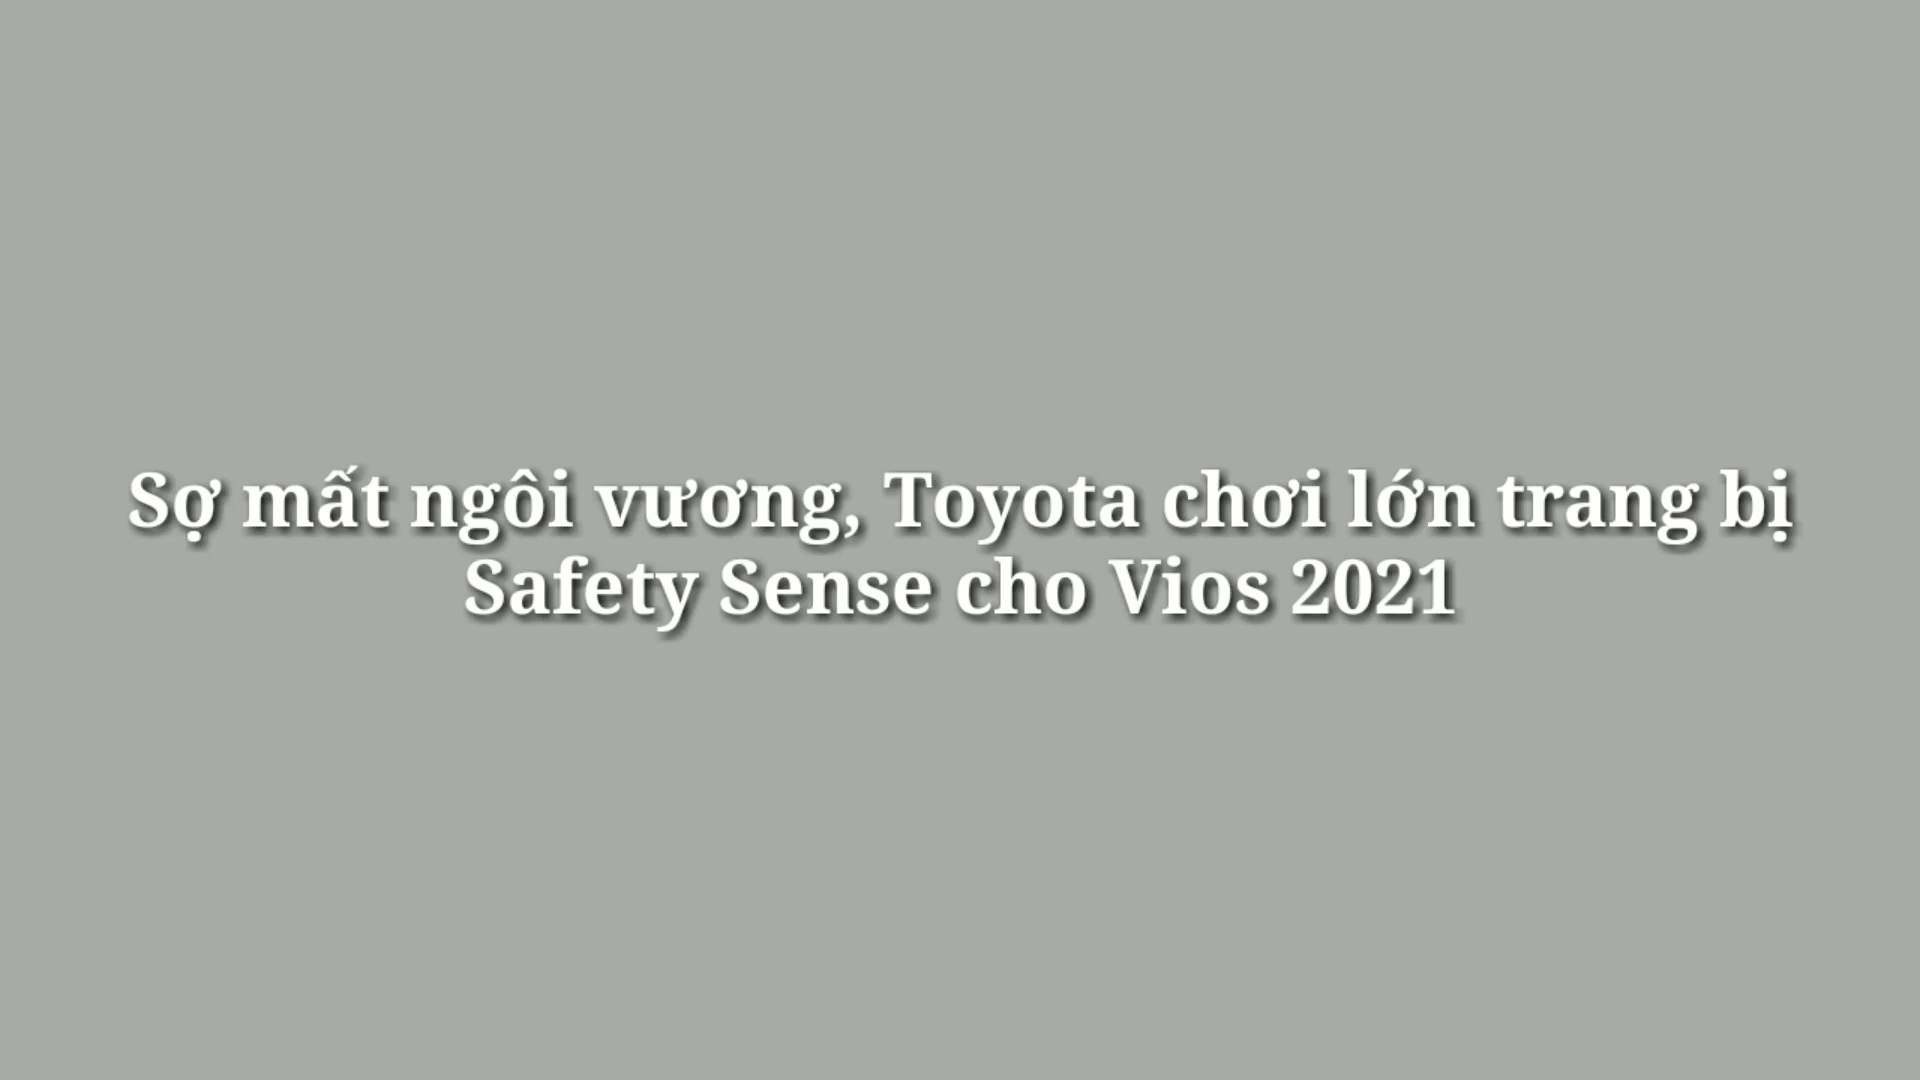 Sợ mất ngôi vương, Toyota chơi lớn trang bị
Safety Sense cho Vios 2021